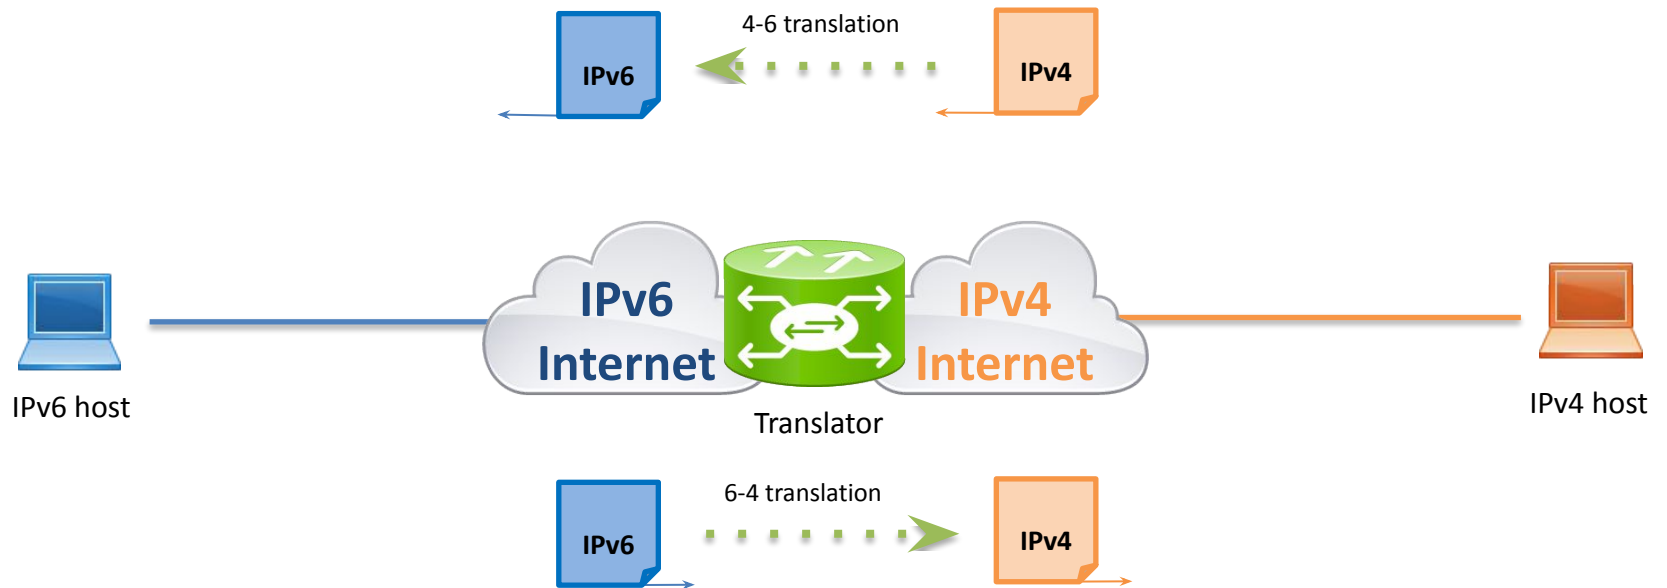 4-6 translation
IPv6
IPv4
IPv6
Internet
IPv4
Internet
IPv6 host
IPv4 host
Translator
6-4 translation
IPv6
IPv4